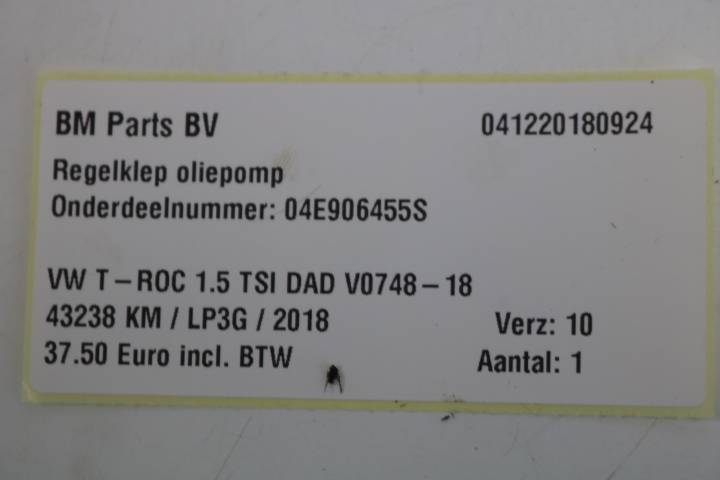 BM Parts BV 041220180924
Regelklep oliepomp
Onderdeelnummer: 04E906455S
VW T-ROC 1.5 TSI DAD V0748-18
43238 KM / LP3G / 2018 Verz: 10
37.50 Euro incl. BTW Aantal: 1